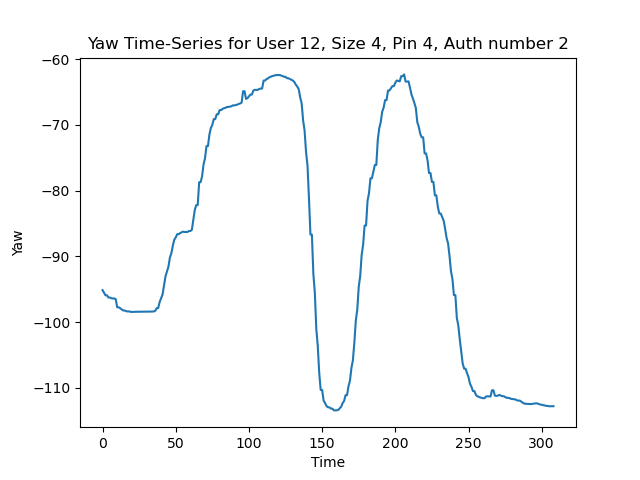 Yaw Time-Series for User 12, Size 4, Pin 4, Auth number 2
−60
−70
−80
−90
−100
−110
Yaw
0 50 100 150 200 250 300
Time